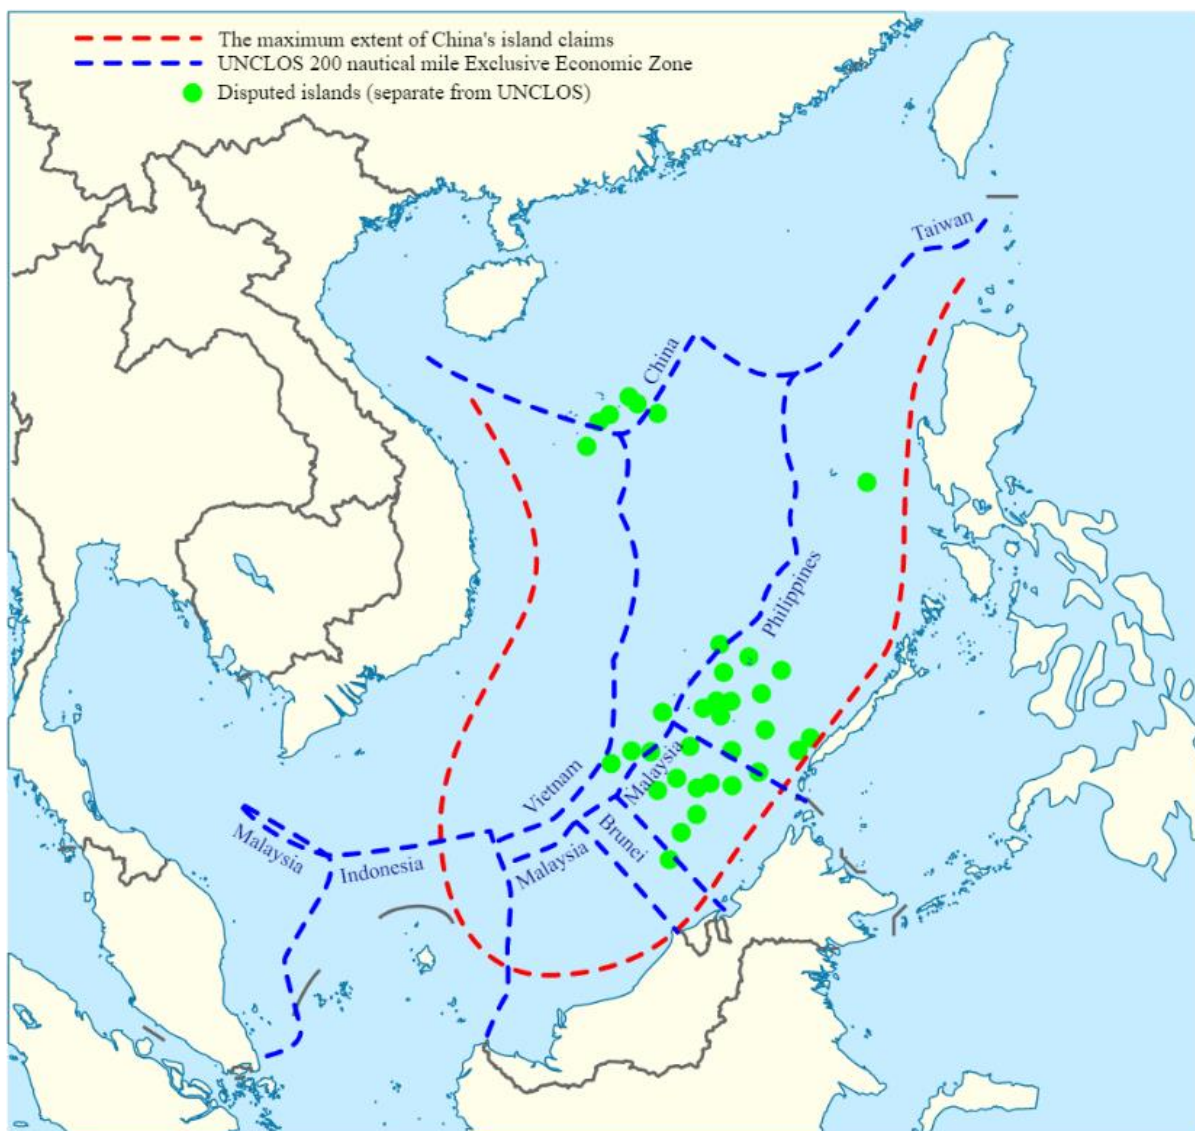 The maximum extent of China's island claims
UNCLOS 200 nautical mile Exclusive Economic Zone
Disputed islands (separate from UNCLOS)
Taiwan
China
Philippines
Vietnam
Malaysia
Brunei
Malaysia
Malaysia
Indonesia